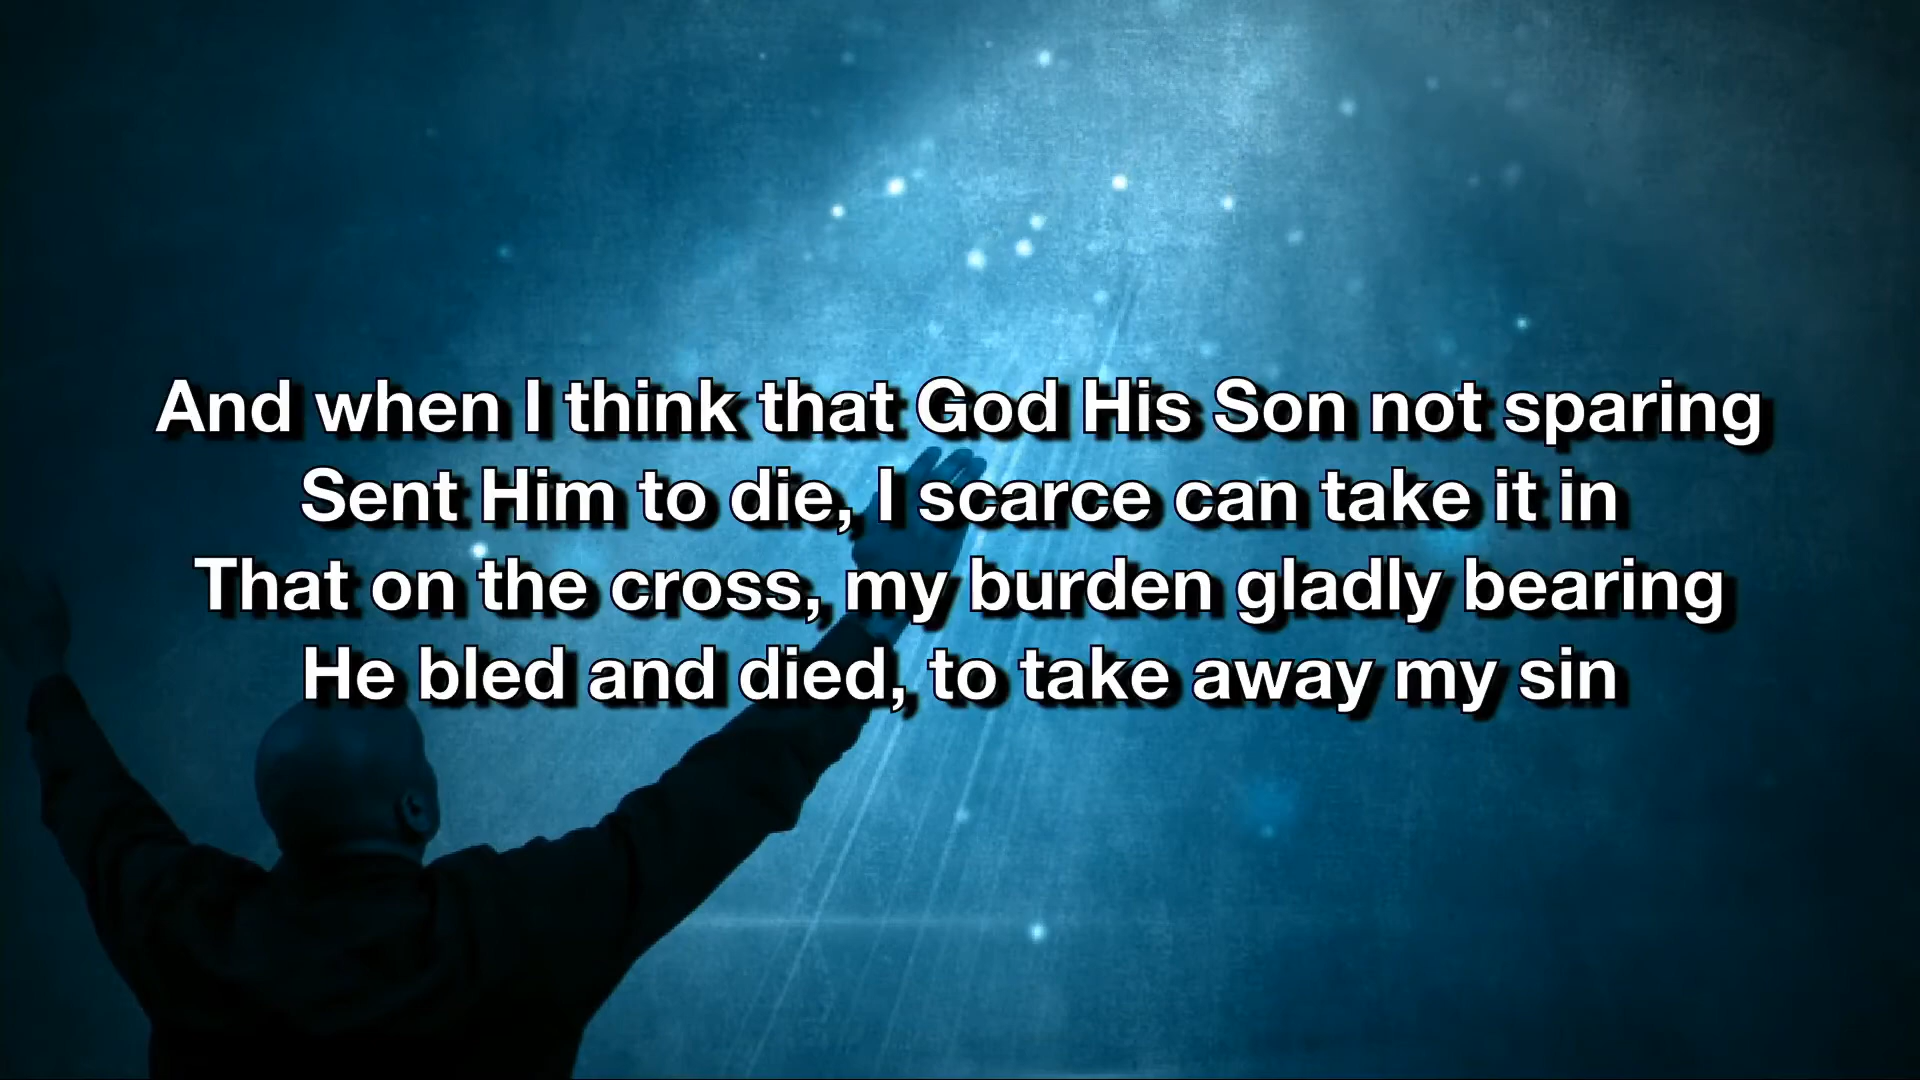 And when I think that God His Son not sparing
Sent Him to die, I scarce can take it in
That on the cross, my burden gladly bearing
He bled and died, to take away my sin